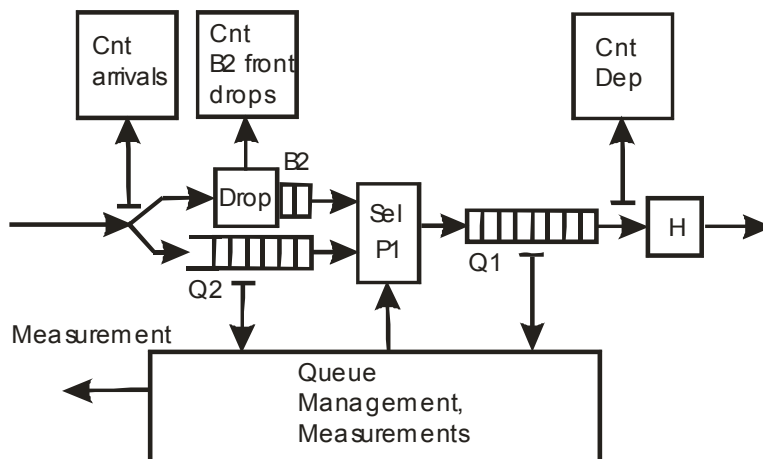 Cnt
arrivals
Cnt
B2 front
drops
Cnt
Dep
B2
Drop
Sel
P1
H
Q2
Q1
Measurement
Queue
Management,
Measurements